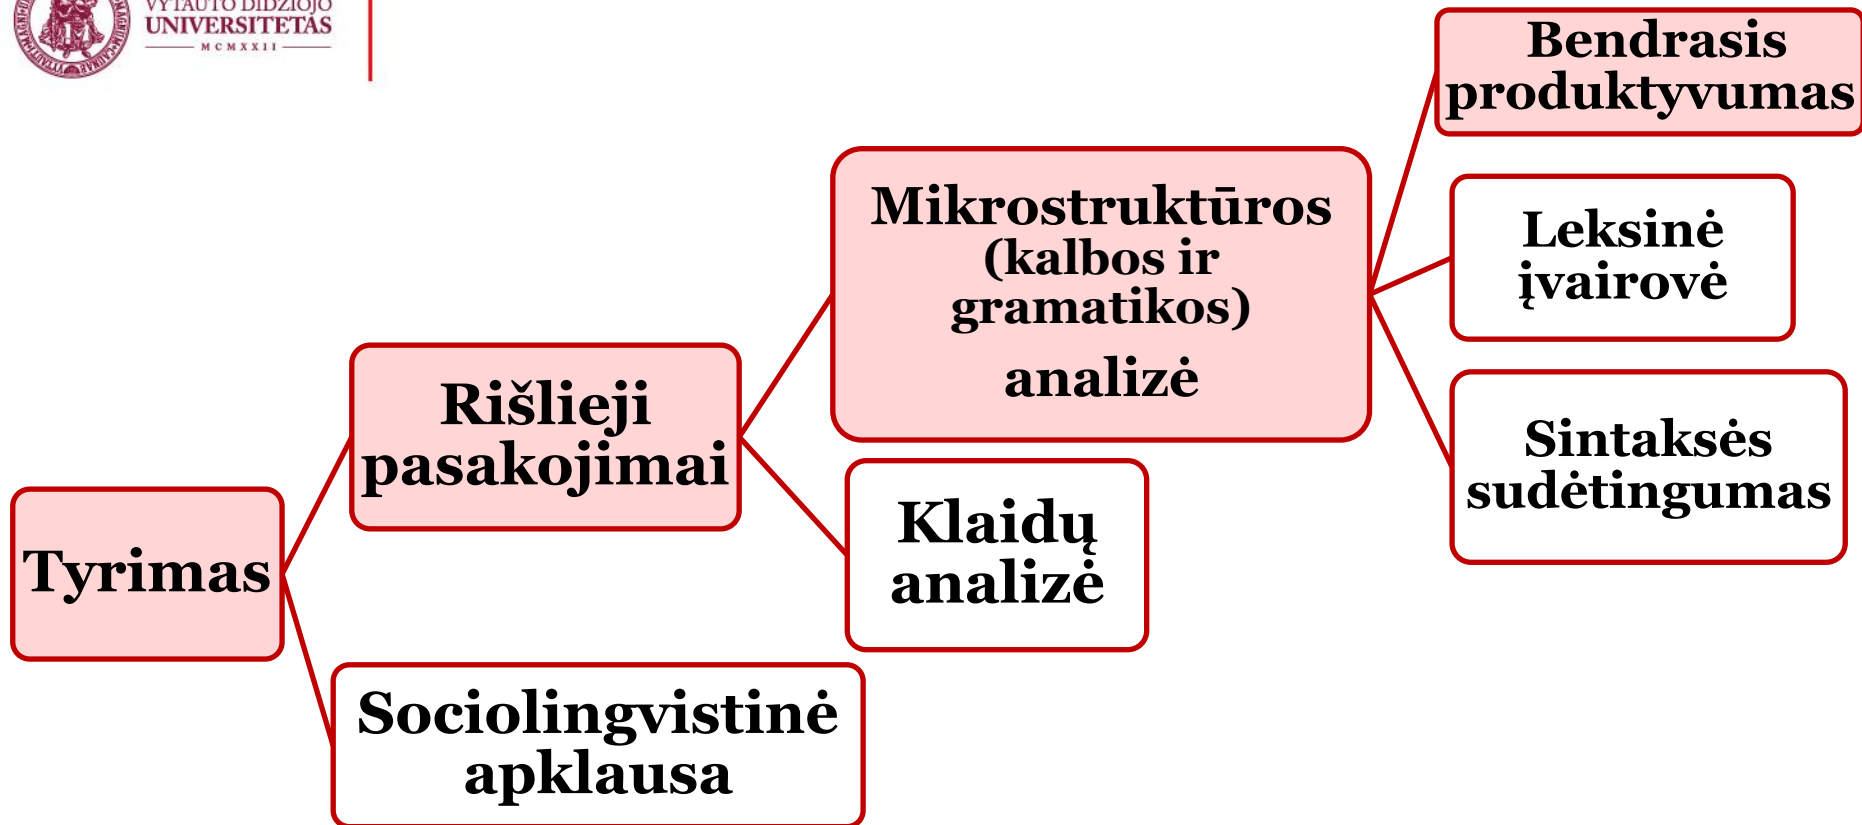 VYTAUTO DIDŽIOJO
UNIVERSITETAS
MCMXXII
Bendrasis
produktyvumas
Mikrostruktūros
(kalbos ir
gramatikos)
analizė
Leksinė
įvairovė
Rišlieji
pasakojimai
Sintaksės
sudėtingumas
Klaidų
analizė
Tyrimas
Sociolingvistinė
apklausa